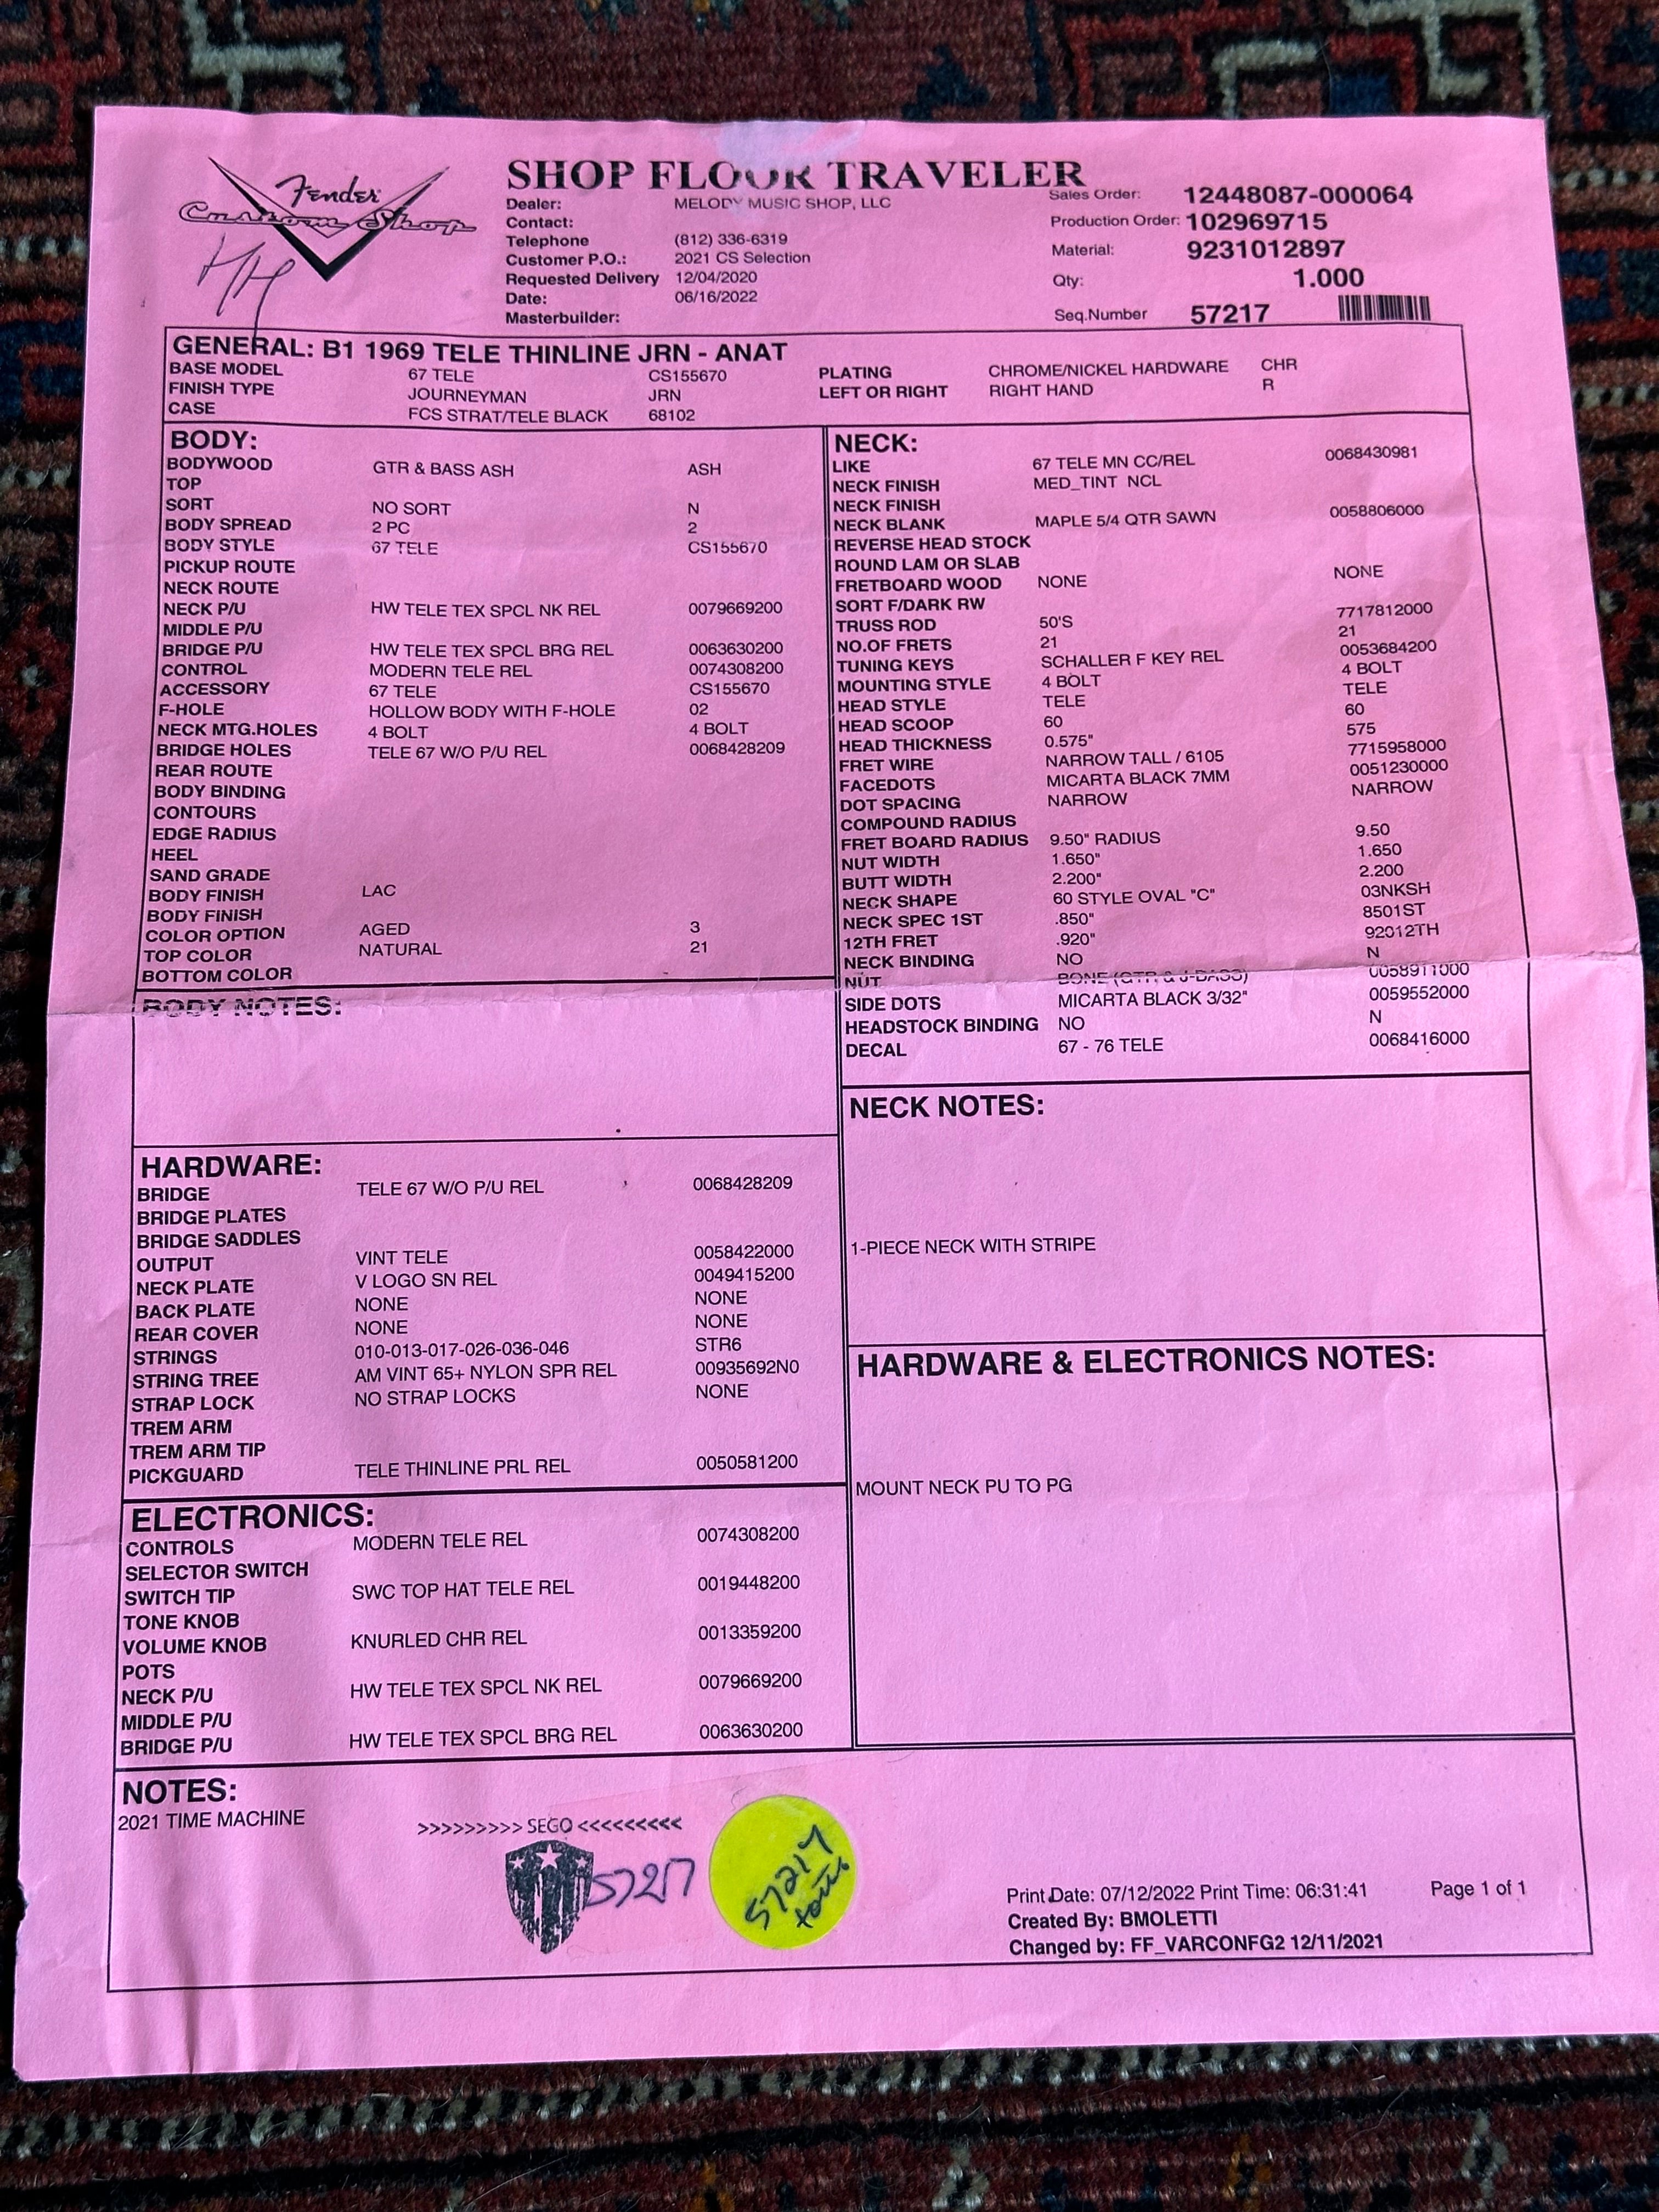 Fender
Custom Shop
HH
SHOP FLOOR TRAVELER
Dealer: MELODY MUSIC SHOP, LLC
Contact:
Telephone (812) 336-6319
Customer P.O.: 2021 CS Selection
Requested Delivery 12/04/2020
Date: 06/16/2022
Masterbuilder:
Sales Order: 12448087-000064
Production Order: 102969715
Material: 9231012897
Qty: 1.000
Seq.Number 57217
GENERAL: B1 1969 TELE THINLINE JRN - ANAT
BASE MODEL 67 TELE CS155670 PLATING CHROME/NICKEL HARDWARE CHR
FINISH TYPE JOURNEYMAN JRN LEFT OR RIGHT RIGHT HAND R
CASE FCS STRAT/TELE BLACK 68102
BODY:
BODYWOOD GTR & BASS ASH ASH
TOP
SORT NO SORT N
BODY SPREAD 2 PC 2
BODY STYLE 67 TELE CS155670
PICKUP ROUTE
NECK ROUTE
NECK P/U HW TELE TEX SPCL NK REL 0079669200
MIDDLE P/U
BRIDGE P/U HW TELE TEX SPCL BRG REL 0063630200
CONTROL MODERN TELE REL 0074308200
ACCESSORY 67 TELE CS155670
F-HOLE HOLLOW BODY WITH F-HOLE 02
NECK MTG.HOLES 4 BOLT 4 BOLT
BRIDGE HOLES TELE 67 W/O P/U REL 0068428209
REAR ROUTE
BODY BINDING
CONTOURS
EDGE RADIUS
HEEL
SAND GRADE
BODY FINISH LAC
BODY FINISH
COLOR OPTION AGED 3
TOP COLOR NATURAL 21
BOTTOM COLOR
BODY NOTES:
NECK:
LIKE 67 TELE MN CC/REL 0068430981
NECK FINISH MED_TINT NCL
NECK FINISH
NECK BLANK MAPLE 5/4 QTR SAWN 0058806000
REVERSE HEAD STOCK
ROUND LAM OR SLAB
FRETBOARD WOOD NONE NONE
SORT F/DARK RW
TRUSS ROD 50'S 7717812000
NO.OF FRETS 21 21
TUNING KEYS SCHALLER F KEY REL 0053684200
MOUNTING STYLE 4 BOLT 4 BOLT
HEAD STYLE TELE TELE
HEAD SCOOP 60 60
HEAD THICKNESS 0.575" 575
FRET WIRE NARROW TALL / 6105 7715958000
FACEDOTS MICARTA BLACK 7MM 0051230000
DOT SPACING NARROW NARROW
COMPOUND RADIUS
FRET BOARD RADIUS 9.50" RADIUS 9.50
NUT WIDTH 1.650" 1.650
BUTT WIDTH 2.200" 2.200
NECK SHAPE 60 STYLE OVAL "C" 03NKSH
NECK SPEC 1ST .850" 8501ST
12TH FRET .920" 92012TH
NECK BINDING NO N
NUT BONE (GTR & J-BASS) 0058911000
SIDE DOTS MICARTA BLACK 3/32" 0059552000
HEADSTOCK BINDING NO N
DECAL 67 - 76 TELE 0068416000
NECK NOTES:
1-PIECE NECK WITH STRIPE
HARDWARE:
BRIDGE TELE 67 W/O P/U REL 0068428209
BRIDGE PLATES
BRIDGE SADDLES
OUTPUT VINT TELE 0058422000
NECK PLATE V LOGO SN REL 0049415200
BACK PLATE NONE NONE
REAR COVER NONE NONE
STRINGS 010-013-017-026-036-046 STR6
STRING TREE AM VINT 65+ NYLON SPR REL 00935692N0
STRAP LOCK NO STRAP LOCKS NONE
TREM ARM
TREM ARM TIP
PICKGUARD TELE THINLINE PRL REL 0050581200
HARDWARE & ELECTRONICS NOTES:
MOUNT NECK PU TO PG
ELECTRONICS:
CONTROLS MODERN TELE REL 0074308200
SELECTOR SWITCH
SWITCH TIP SWC TOP HAT TELE REL 0019448200
TONE KNOB
VOLUME KNOB KNURLED CHR REL 0013359200
POTS
NECK P/U HW TELE TEX SPCL NK REL 0079669200
MIDDLE P/U
BRIDGE P/U HW TELE TEX SPCL BRG REL 0063630200
NOTES:
2021 TIME MACHINE
>>>>>>>>> SEGO <<<<<<<<<
57217
57217
Print Date: 07/12/2022 Print Time: 06:31:41 Page 1 of 1
Created By: BMOLETTI
Changed by: FF_VARCONFG2 12/11/2021